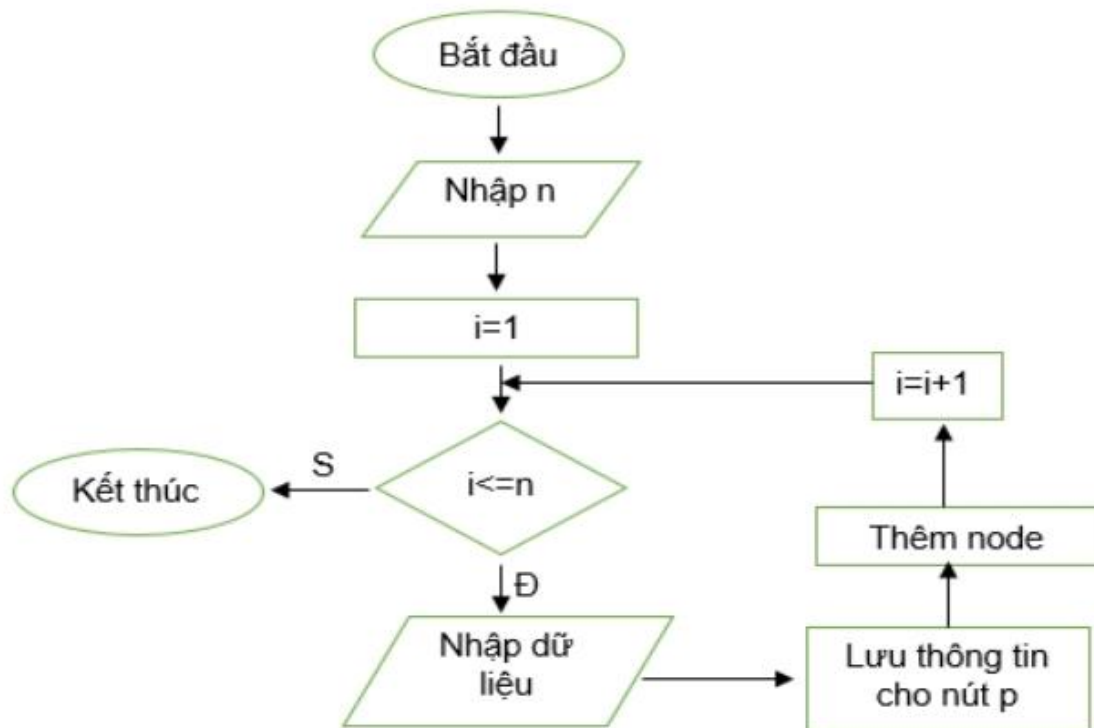 Bắt đầu
Nhập n
i=1
i=i+1
Kết thúc
S
i<=n
Thêm node
Đ
Nhập dữ
liệu
Lưu thông tin
cho nút p